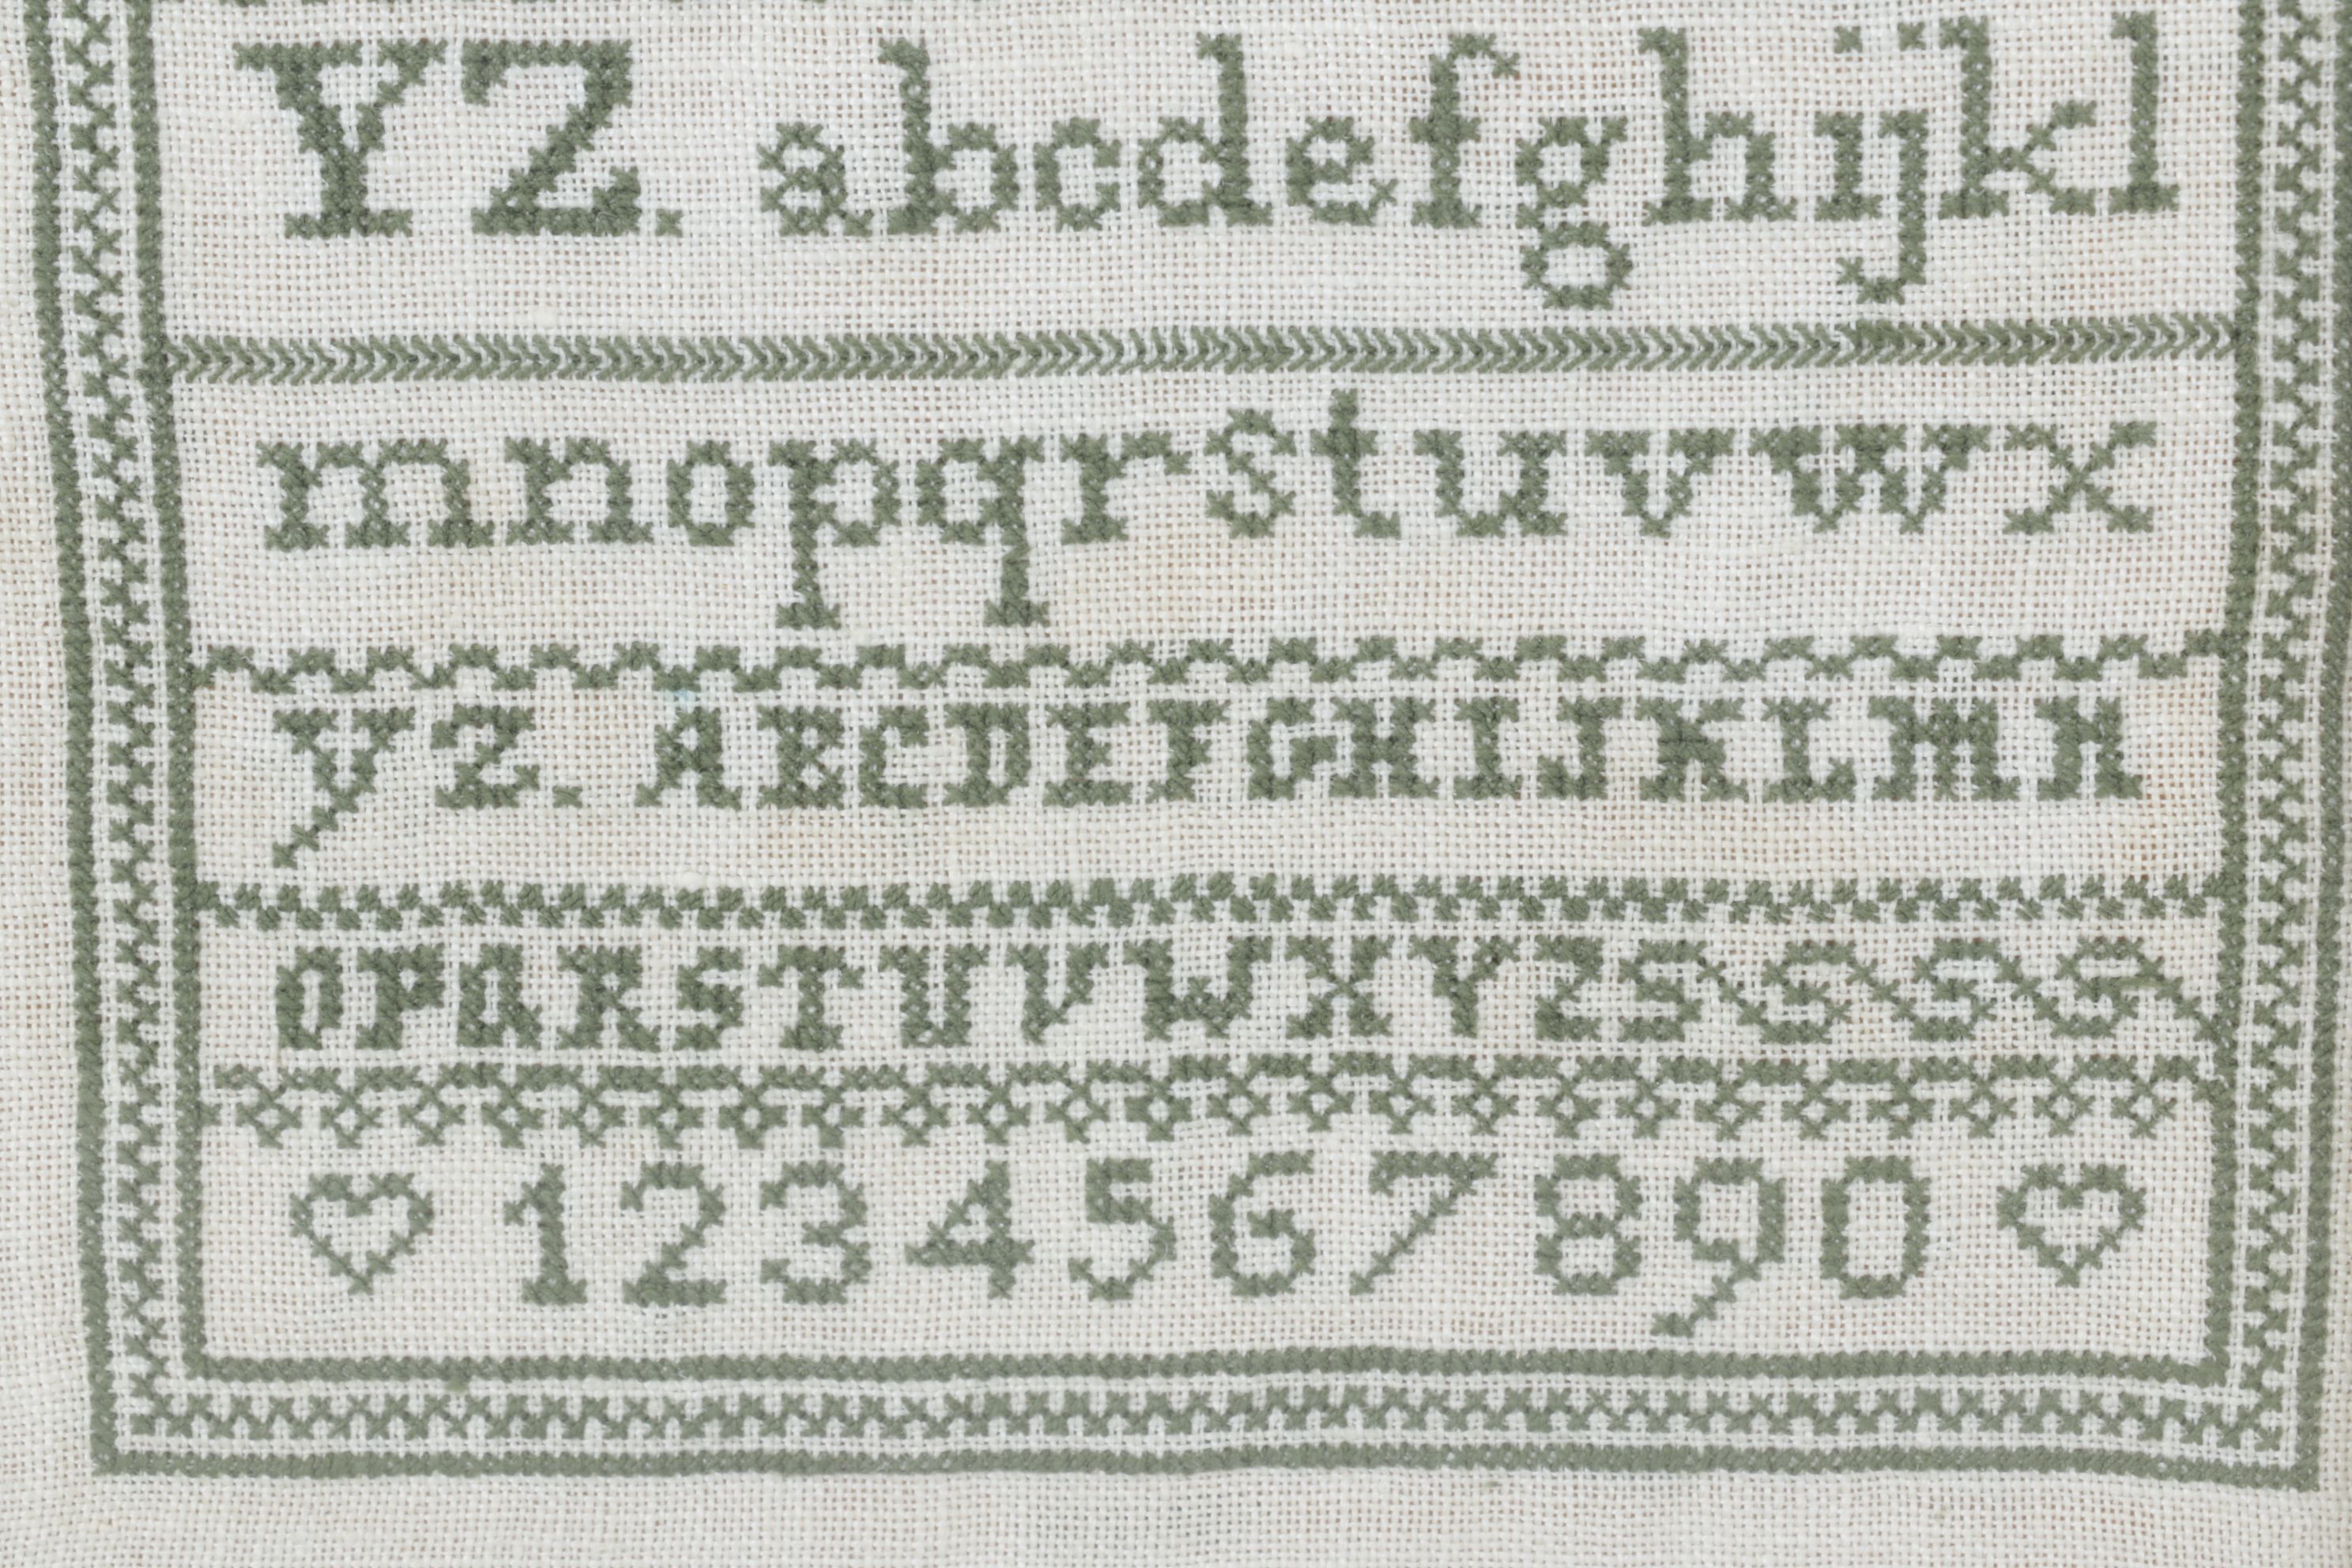 YZ. abcdefghijkl
mnopqrstuvwx
yz. ABCDEFGHIJKLMN
OPQRSTUVWXYZ
1234567890